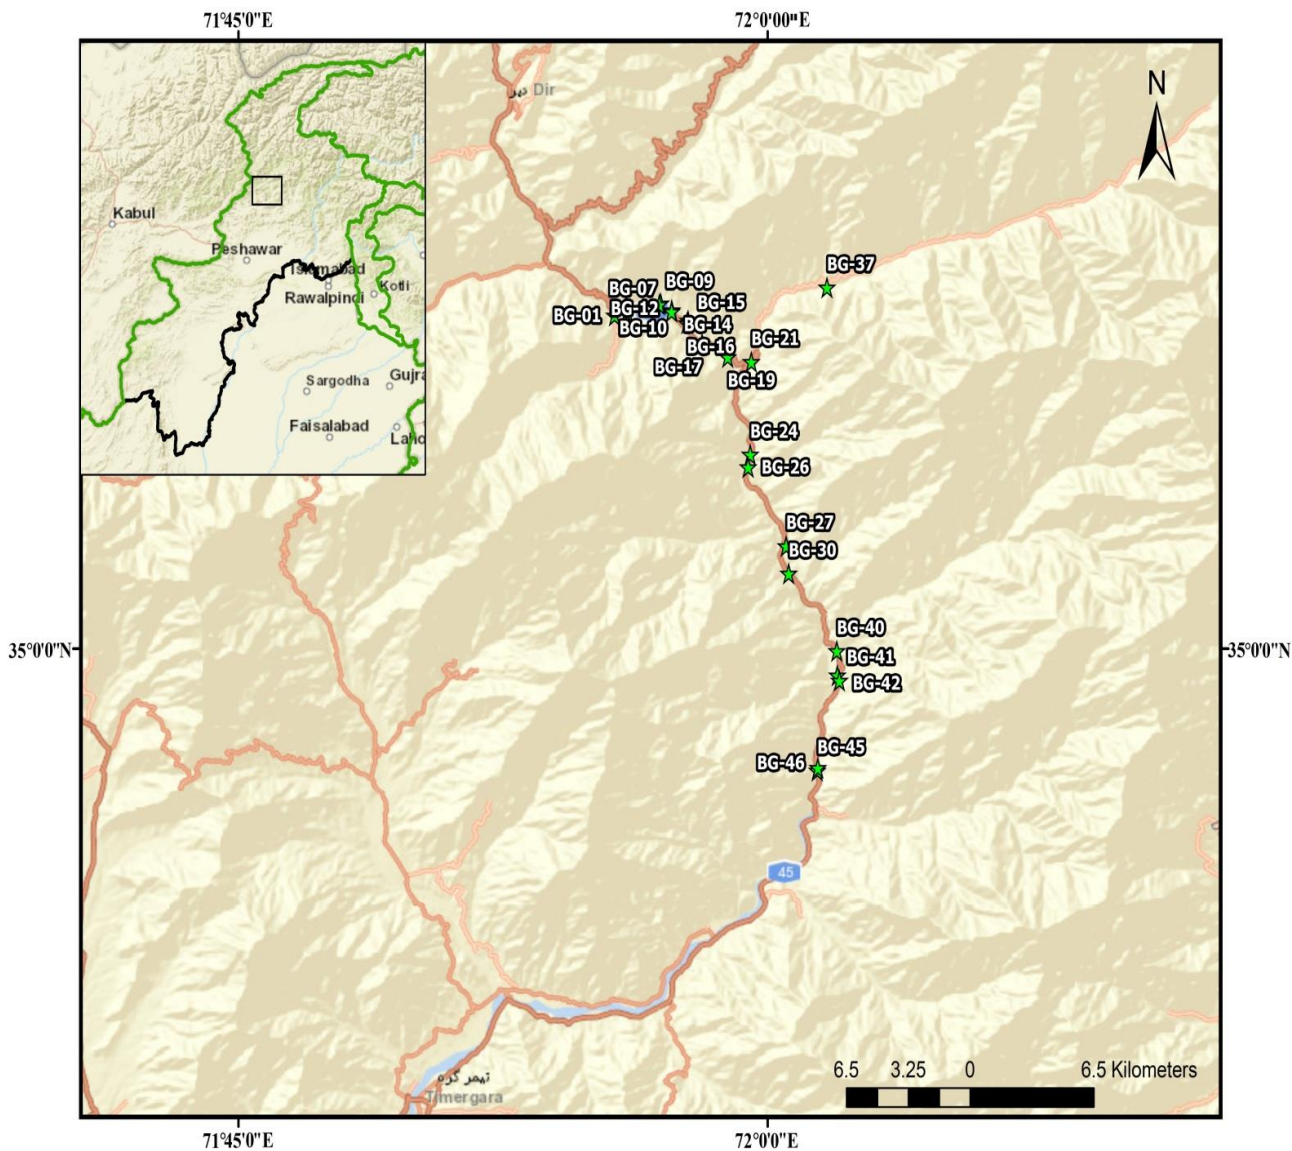 71°45'0"E
72°0'0"E
دیر Dir
N
Kabul
Peshawar
Islamabad
Rawalpindi
Kotli
Sargodha
Gujra
Faisalabad
Laho
BG-37
BG-09
BG-07
BG-15
BG-12
BG-01
BG-10
BG-14
BG-16
BG-21
BG-17
BG-19
BG-24
BG-26
BG-27
BG-30
BG-40
35°0'0"N
35°0'0"N
BG-41
BG-42
BG-45
BG-46
45
6.5 3.25 0 6.5 Kilometers
تیمر گرہ
Timergara
71°45'0"E
72°0'0"E